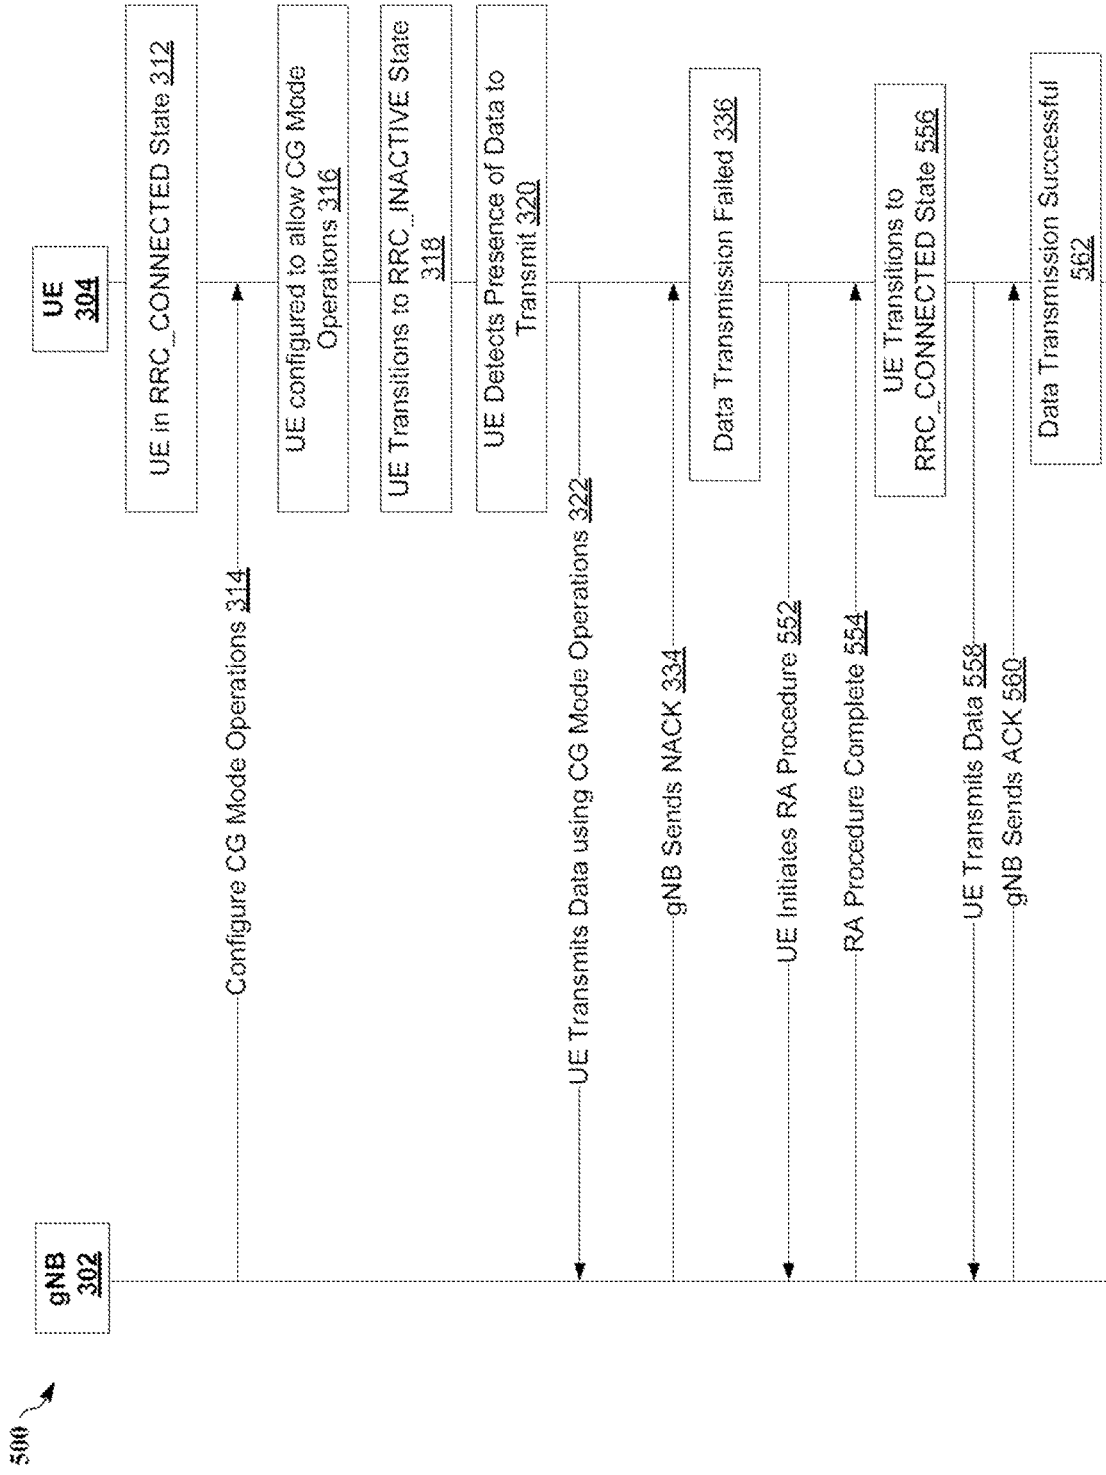 500
gNB
302
UE
304
UE in RRC_CONNECTED State 312
Configure CG Mode Operations 314
UE configured to allow CG Mode
Operations 316
UE Transitions to RRC_INACTIVE State
318
UE Detects Presence of Data to
Transmit 320
UE Transmits Data using CG Mode Operations 322
gNB Sends NACK 334
Data Transmission Failed 336
UE Initiates RA Procedure 552
RA Procedure Complete 554
UE Transitions to
RRC_CONNECTED State 556
UE Transmits Data 558
gNB Sends ACK 560
Data Transmission Successful
562